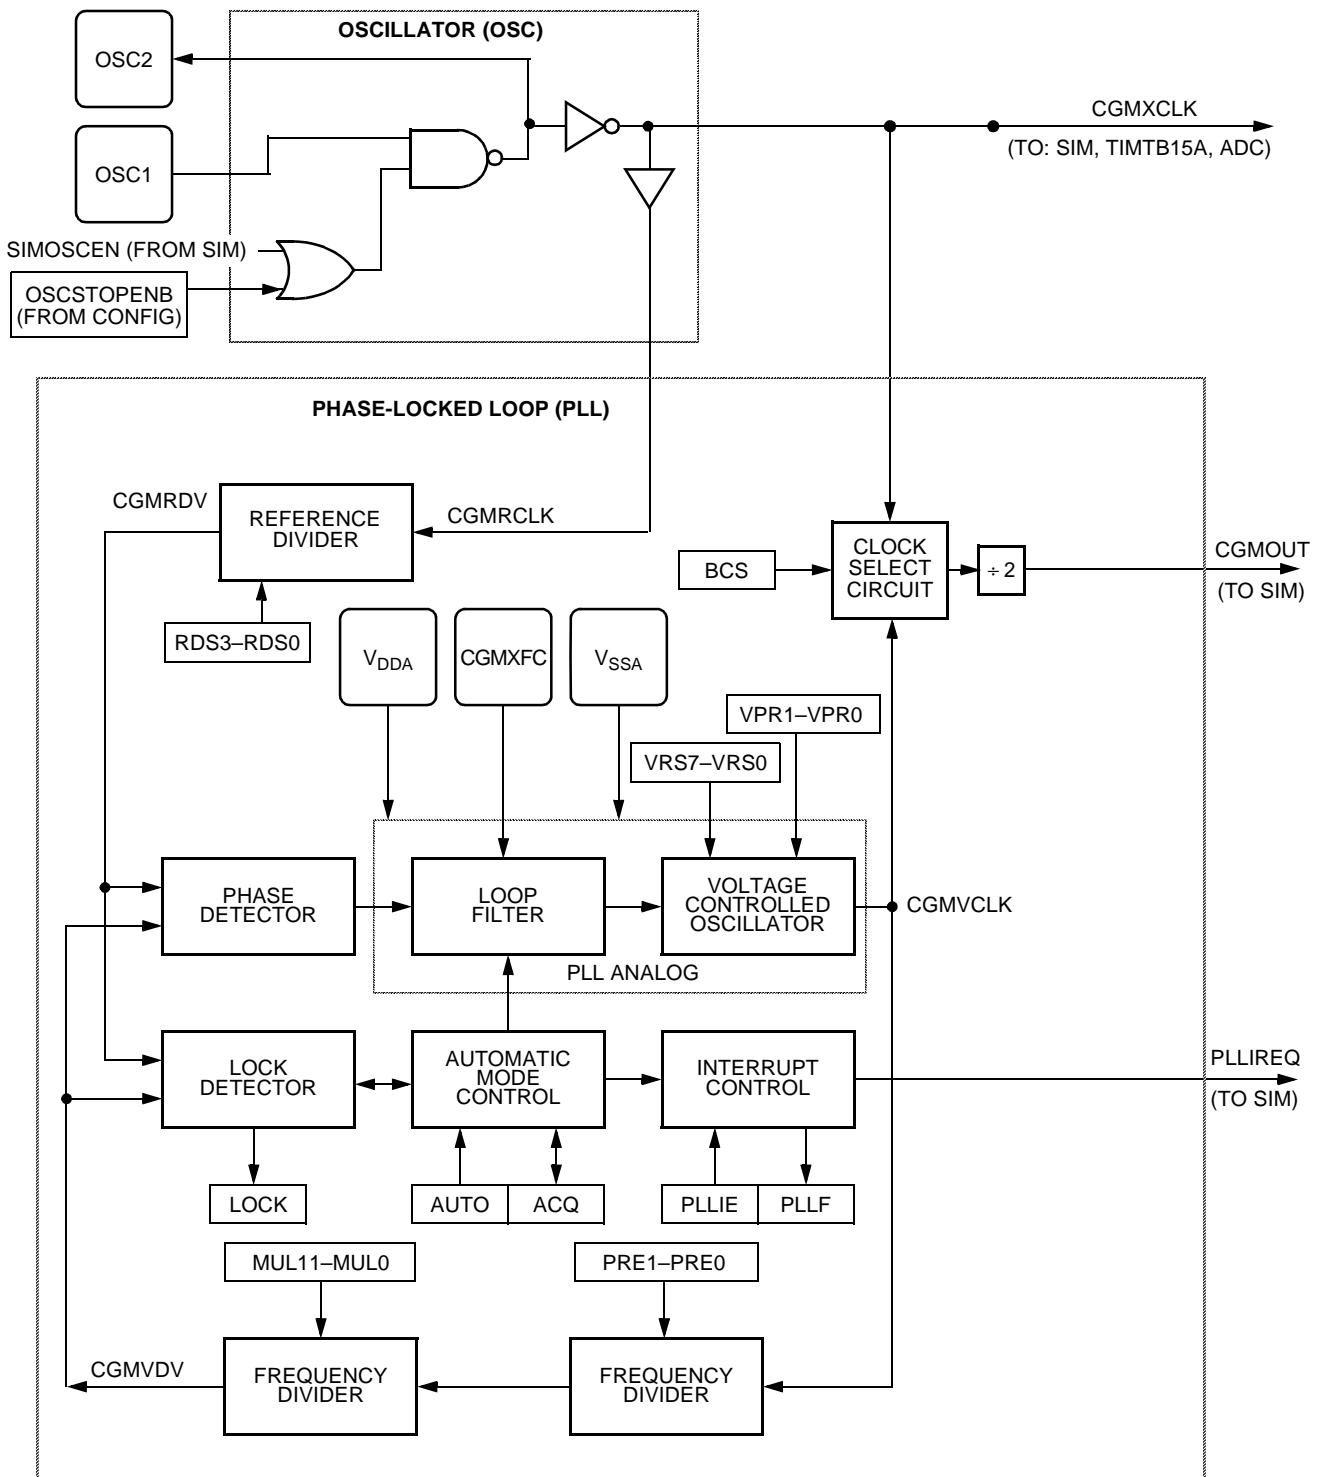 OSCILLATOR (OSC)
OSC2
CGMXCLK
(TO: SIM, TIMTB15A, ADC)
OSC1
SIMOSCEN (FROM SIM)
OSCSTOPENB
(FROM CONFIG)
PHASE-LOCKED LOOP (PLL)
CGMRDV
REFERENCE
DIVIDER
CGMRCLK
BCS
CLOCK
SELECT
CIRCUIT
÷ 2
CGMOUT
(TO SIM)
RDS3–RDS0
VDDA
CGMXFC
VSSA
VPR1–VPR0
VRS7–VRS0
PHASE
DETECTOR
LOOP
FILTER
VOLTAGE
CONTROLLED
OSCILLATOR
CGMVCLK
PLL ANALOG
LOCK
DETECTOR
AUTOMATIC
MODE
CONTROL
INTERRUPT
CONTROL
PLLIREQ
(TO SIM)
LOCK
AUTO
ACQ
PLLIE
PLLF
MUL11–MUL0
PRE1–PRE0
CGMVDV
FREQUENCY
DIVIDER
FREQUENCY
DIVIDER